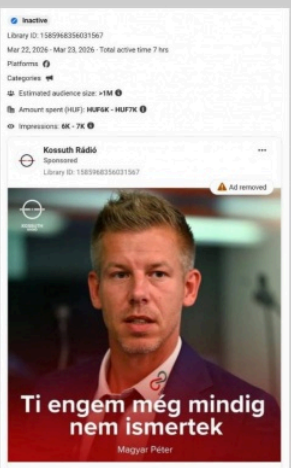 Inactive
Library ID: 1585968356031567
Mar 22, 2026 - Mar 23, 2026 · Total active time 7 hrs
Platforms
Categories
Estimated audience size: >1M
Amount spent (HUF): HUF6K - HUF7K
Impressions: 6K - 7K
Kossuth Rádió
Sponsored
Library ID: 1585968356031567
Ad removed
Ti engem még mindig
nem ismertek
Magyar Péter